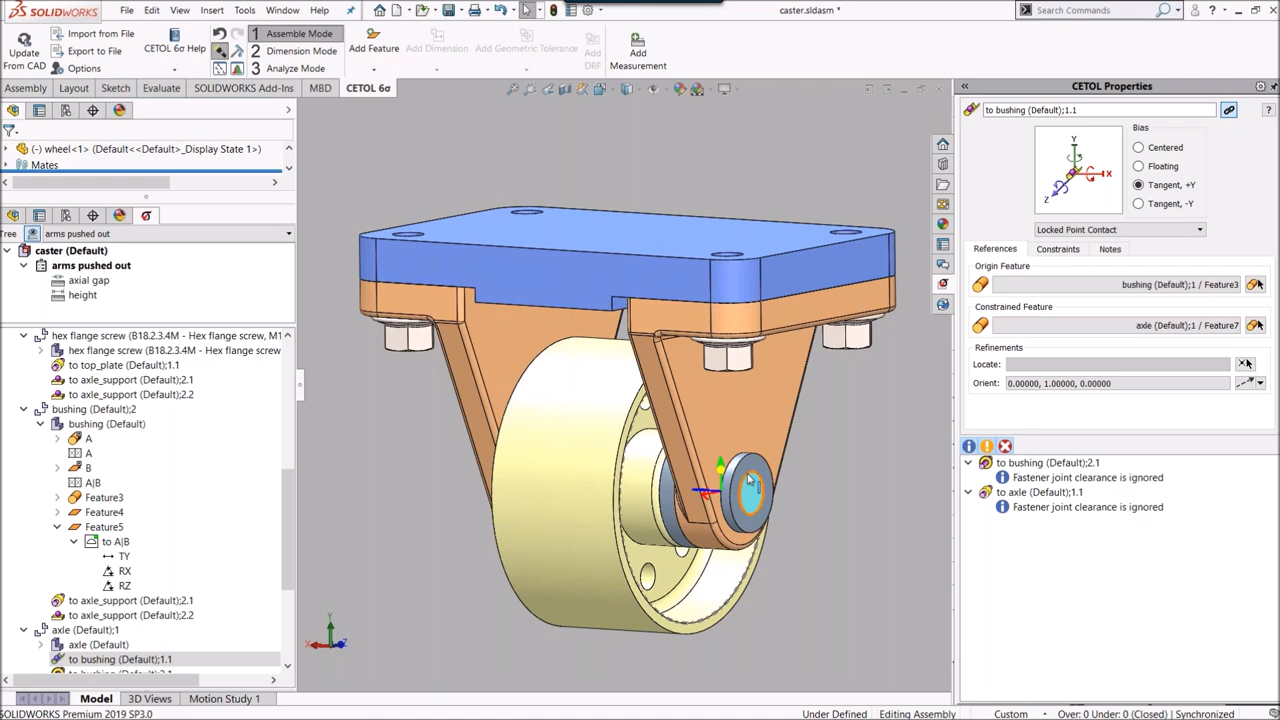 SOLIDWORKS
File Edit View Insert Tools Window Help
caster.sldasm *
Search Commands
Update From CAD
Import from File
Export to File
Options
CETOL 6σ Help
1 Assemble Mode
2 Dimension Mode
3 Analyze Mode
Add Feature
Add Dimension
Add Geometric Tolerance
Add DRF
Add Measurement
Assembly Layout Sketch Evaluate SOLIDWORKS Add-Ins MBD CETOL 6σ
(-) wheel<1> (Default<<Default>_Display State 1>)
Mates
Tree arms pushed out
caster (Default)
arms pushed out
axial gap
height
hex flange screw (B18.2.3.4M - Hex flange screw, M1
hex flange screw (B18.2.3.4M - Hex flange screw
to top_plate (Default);1.1
to axle_support (Default);2.1
to axle_support (Default);2.2
bushing (Default);2
bushing (Default)
A
A
B
A|B
Feature3
Feature4
Feature5
to A|B
TY
RX
RZ
to axle_support (Default);2.1
to axle_support (Default);2.2
axle (Default);1
axle (Default)
to bushing (Default);1.1
to bushing (Default);2.1
Y
X
Z
CETOL Properties
to bushing (Default);1.1
?
Y
X
Z
Bias
Centered
Floating
Tangent, +Y
Tangent, -Y
Locked Point Contact
References Constraints Notes
Origin Feature
bushing (Default);1 / Feature3
Constrained Feature
axle (Default);1 / Feature7
Refinements
Locate:
Orient: 0.00000, 1.00000, 0.00000
to bushing (Default);2.1
Fastener joint clearance is ignored
to axle (Default);1.1
Fastener joint clearance is ignored
Model 3D Views Motion Study 1
SOLIDWORKS Premium 2019 SP3.0
Under Defined Editing Assembly Custom Over: 0 Under: 0 (Closed) | Synchronized